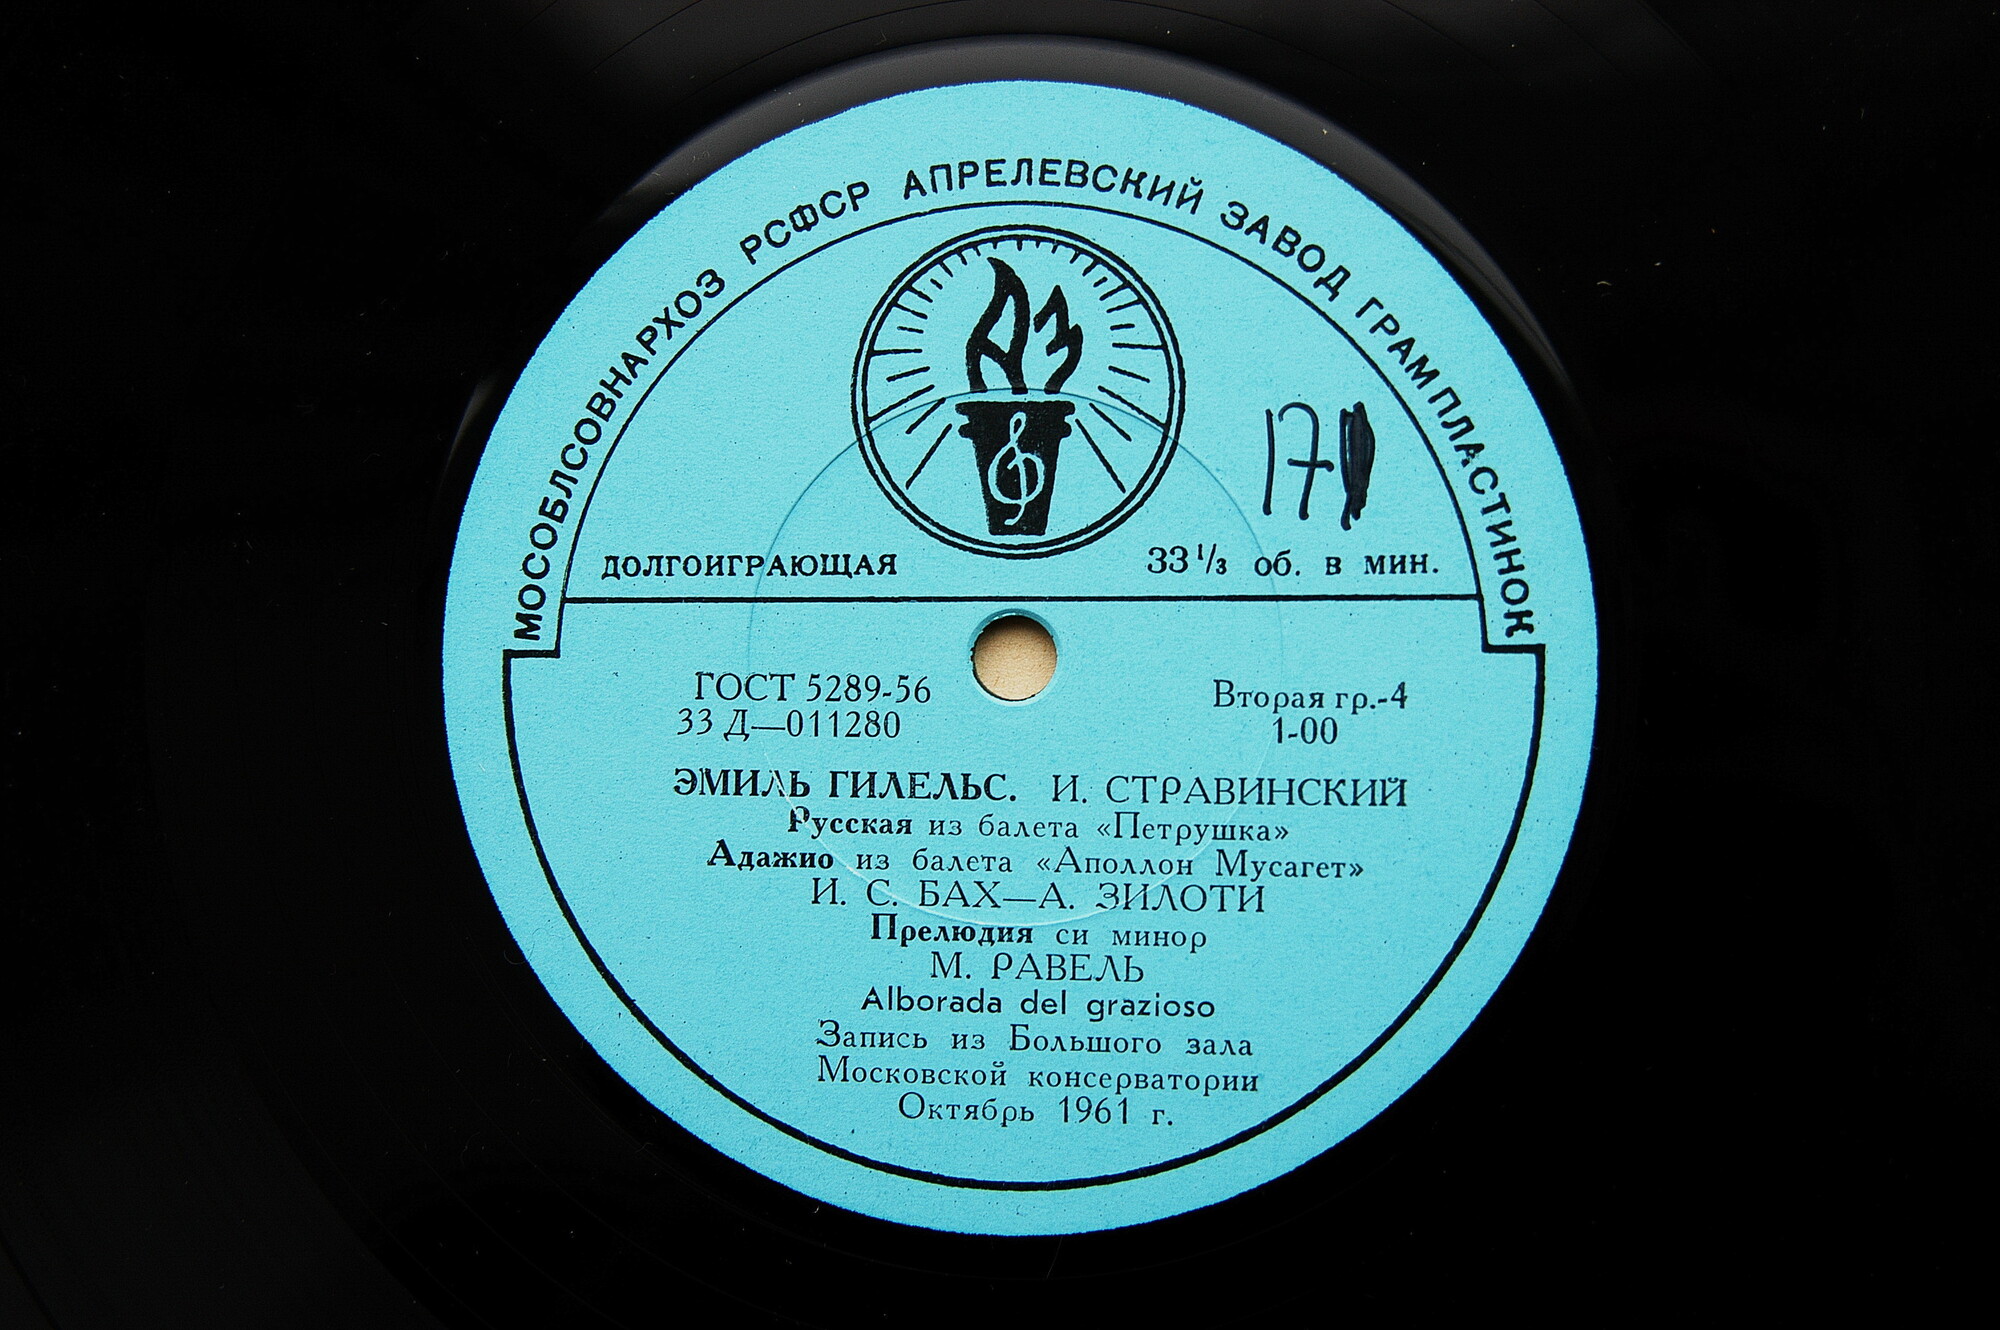 МОСОБЛСОВНАРХОЗ РСФСР АПРЕЛЕВСКИЙ ЗАВОД ГРАМПЛАСТИНОК
АЗ
17
ДОЛГОИГРАЮЩАЯ 33 1/3 об. в мин.
ГОСТ 5289-56 Вторая гр.-4
33 Д—011280 1-00
ЭМИЛЬ ГИЛЕЛЬС. И. СТРАВИНСКИЙ
Русская из балета «Петрушка»
Адажио из балета «Аполлон Мусагет»
И. С. БАХ—А. ЗИЛОТИ
Прелюдия си минор
М. РАВЕЛЬ
Alborada del grazioso
Запись из Большого зала
Московской консерватории
Октябрь 1961 г.